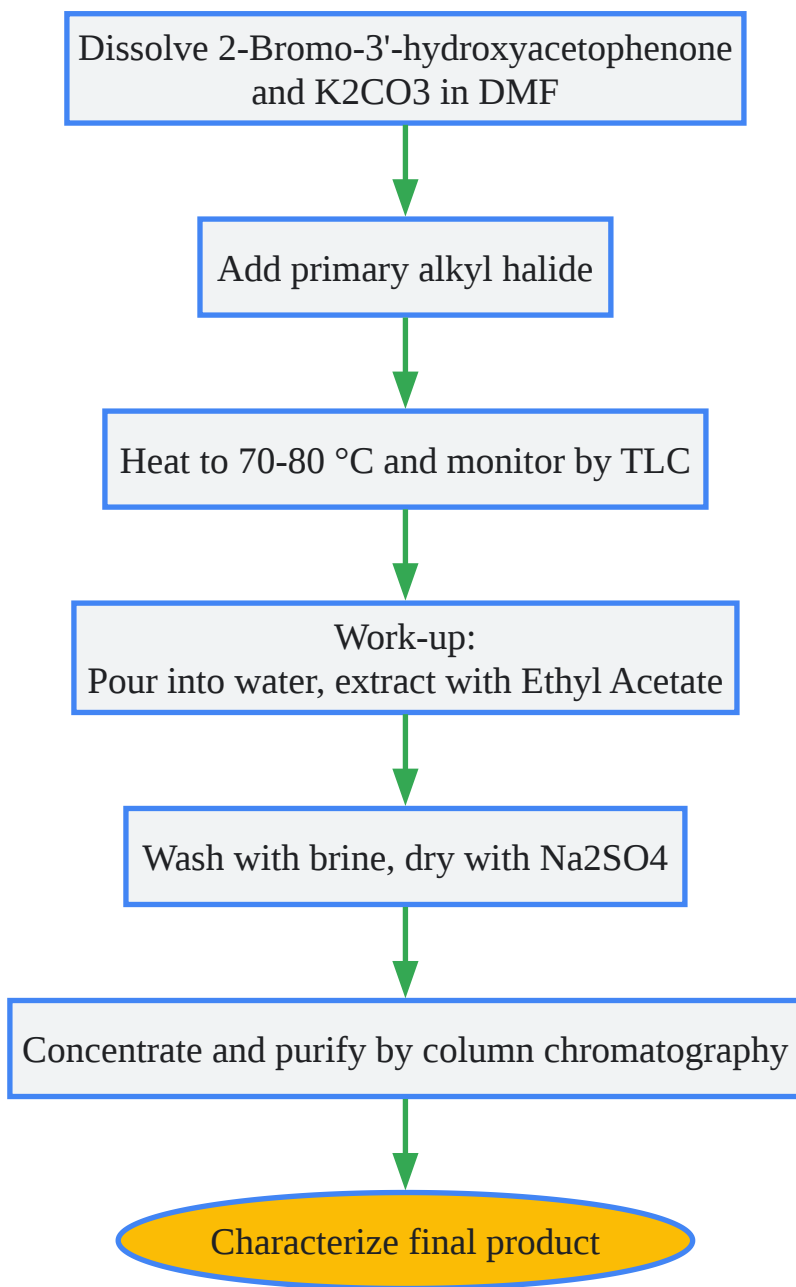 Dissolve 2-Bromo-3'-hydroxyacetophenone
and K2CO3 in DMF
Add primary alkyl halide
Heat to 70-80 °C and monitor by TLC
Work-up:
Pour into water, extract with Ethyl Acetate
Wash with brine, dry with Na2SO4
Concentrate and purify by column chromatography
Characterize final product